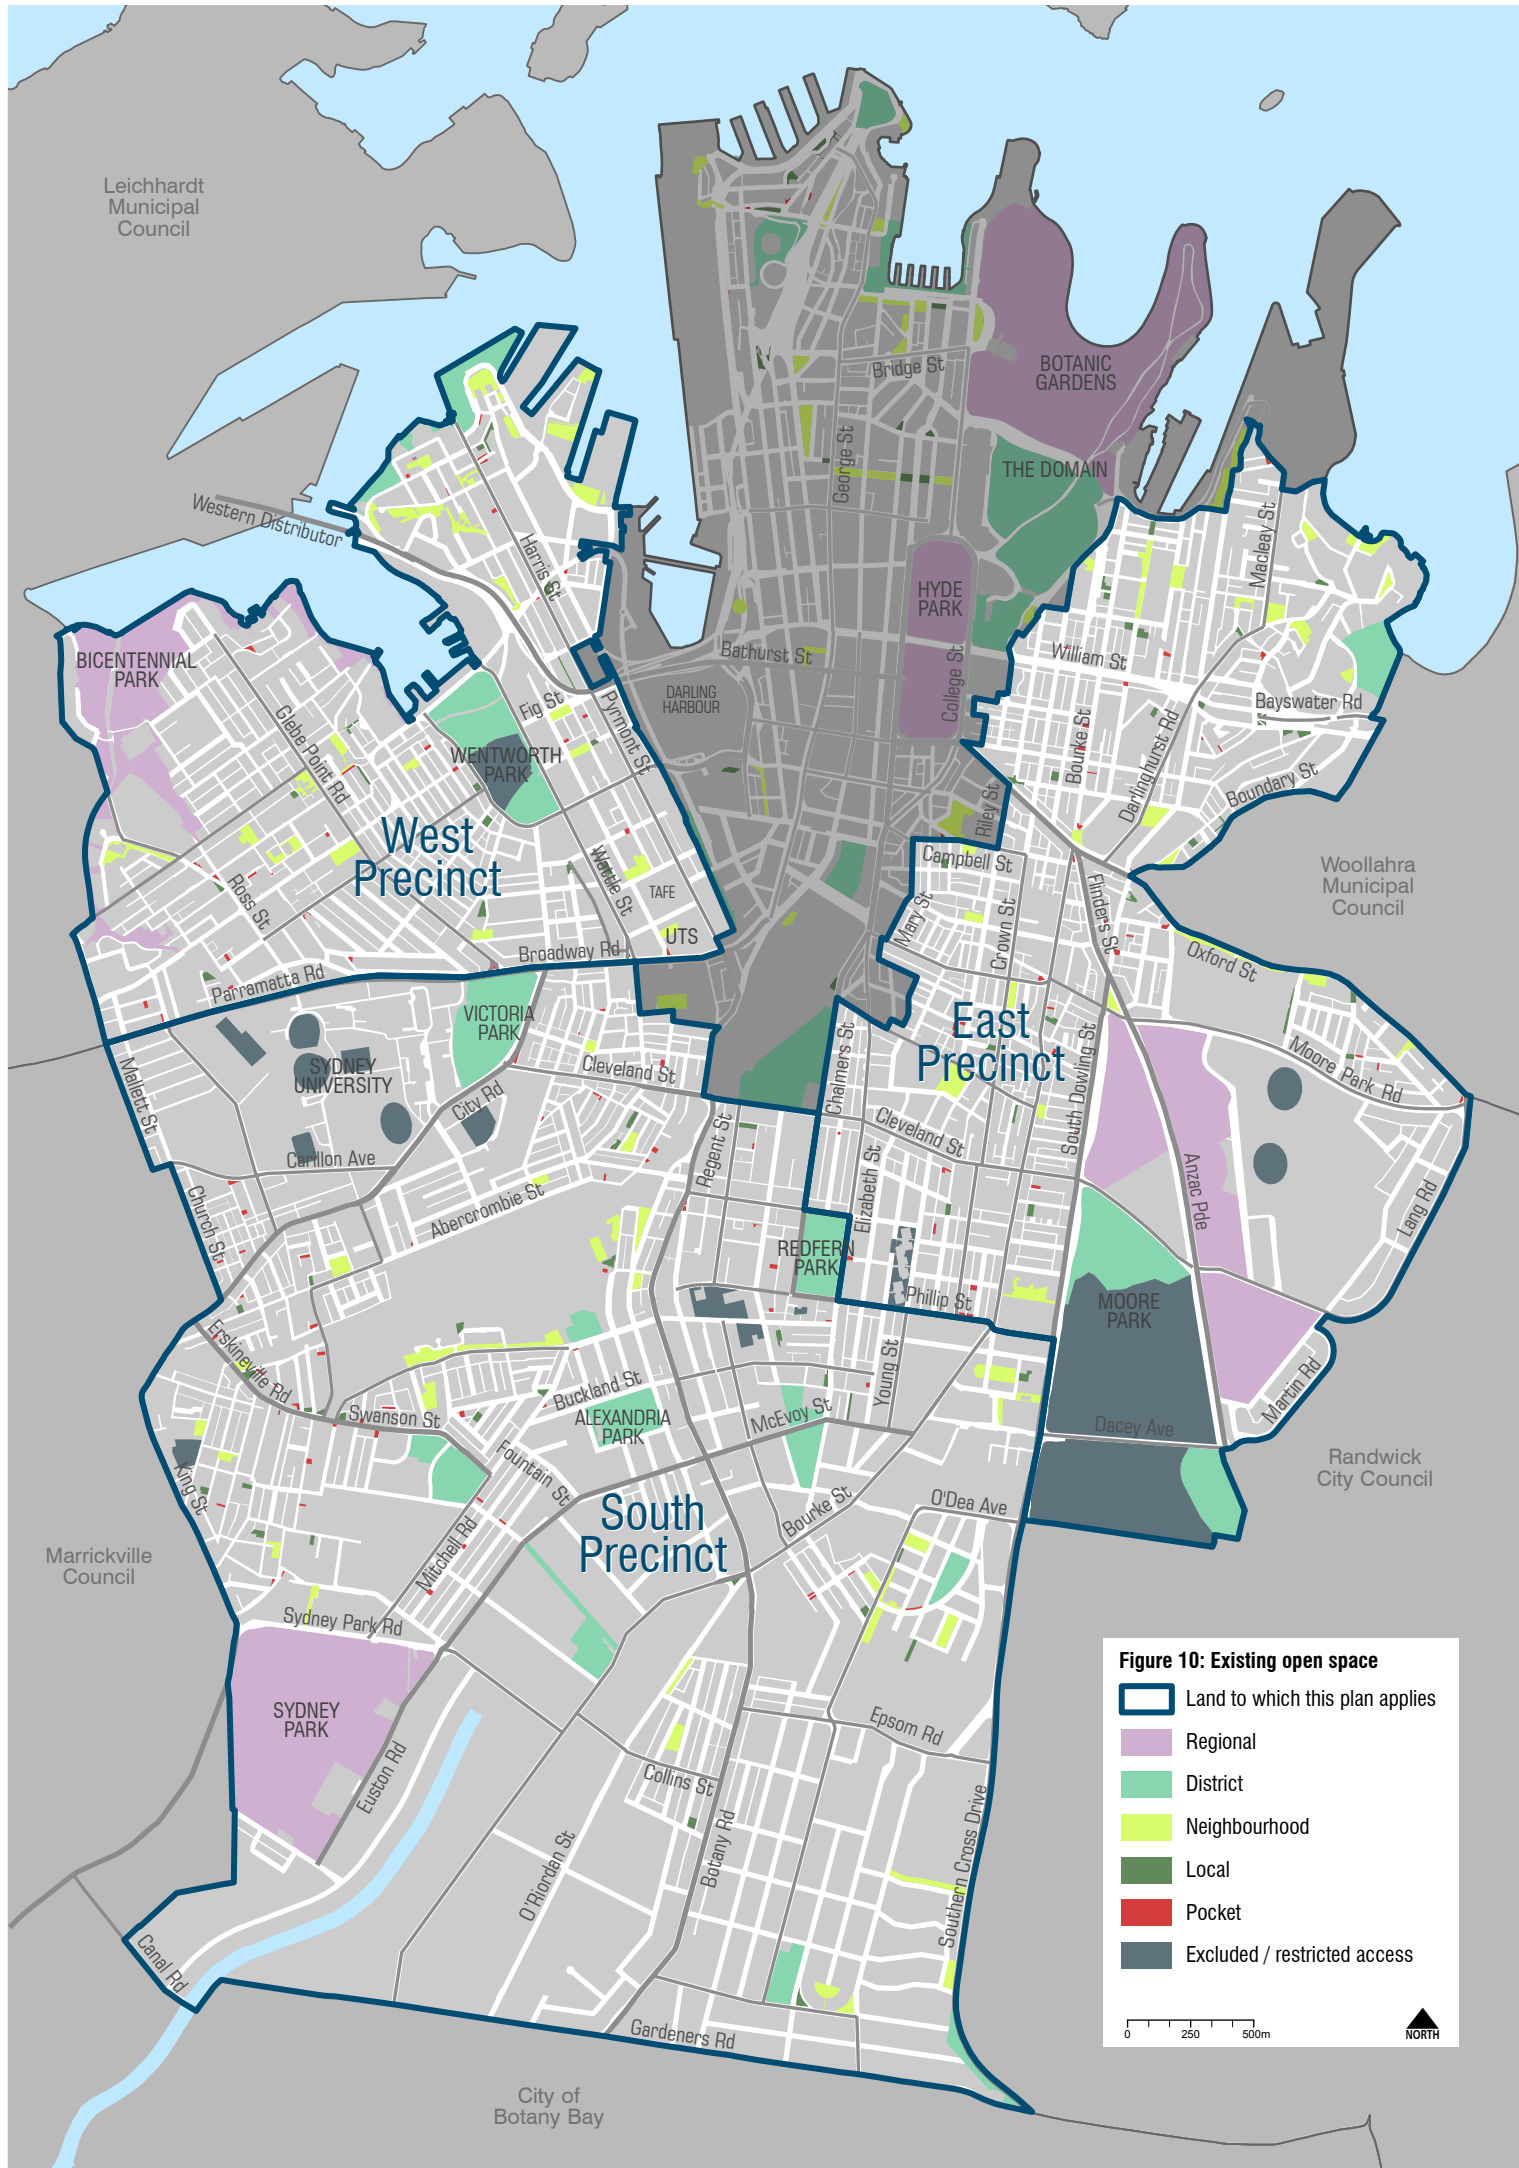 Leichhardt
Municipal
Council
BOTANIC
GARDENS
Bridge St
George St
THE DOMAIN
Western Distributor
Harris St
Macleay St
HYDE
PARK
William St
Bathurst St
College St
BICENTENNIAL
PARK
DARLING
HARBOUR
Bayswater Rd
Fig St
Pyrmont St
Glebe Point Rd
WENTWORTH
PARK
Bourke St
Darlinghurst Rd
Boundary St
Riley St
West
Precinct
Campbell St
Wattle St
TAFE
Ross St
Mary St
Crown St
Flinders St
Woollahra
Municipal
Council
UTS
Broadway Rd
Oxford St
Parramatta Rd
VICTORIA
PARK
East
Precinct
SYDNEY
UNIVERSITY
Mallett St
Cleveland St
City Rd
Chalmers St
South Dowling St
Moore Park Rd
Carillon Ave
Cleveland St
Regent St
Elizabeth St
Anzac Pde
Lang Rd
Church St
Abercrombie St
REDFERN
PARK
Phillip St
MOORE
PARK
Erskineville Rd
Swanson St
Buckland St
ALEXANDRIA
PARK
McEvoy St
Young St
Martin Rd
Dacey Ave
Randwick
City Council
King St
Fountain St
South
Precinct
Bourke St
O'Dea Ave
Marrickville
Council
Mitchell Rd
Sydney Park Rd
SYDNEY
PARK
Euston Rd
Epsom Rd
Collins St
Botany Rd
O'Riordan St
Southern Cross Drive
Canal Rd
Gardeners Rd
City of
Botany Bay
Figure 10: Existing open space
Land to which this plan applies
Regional
District
Neighbourhood
Local
Pocket
Excluded / restricted access
0 250 500m
NORTH